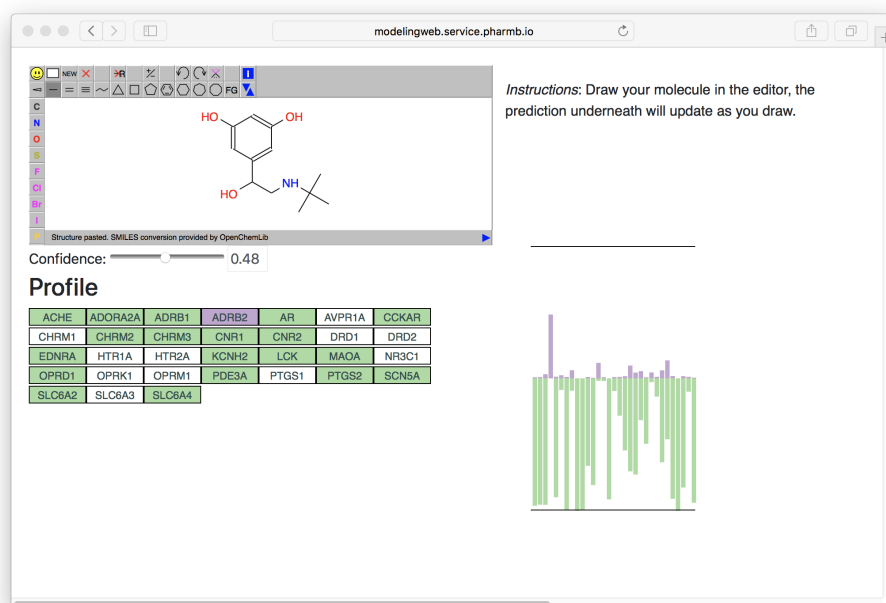 modelingweb.service.pharmb.io
NEW R +/-
FG
C
N
O
S
F
Cl
Br
I
HO OH
NH
HO
Structure pasted. SMILES conversion provided by OpenChemLib
Instructions: Draw your molecule in the editor, the
prediction underneath will update as you draw.
Confidence: 0.48
Profile
ACHE ADORA2A ADRB1 ADRB2 AR AVPR1A CCKAR
CHRM1 CHRM2 CHRM3 CNR1 CNR2 DRD1 DRD2
EDNRA HTR1A HTR2A KCNH2 LCK MAOA NR3C1
OPRD1 OPRK1 OPRM1 PDE3A PTGS1 PTGS2 SCN5A
SLC6A2 SLC6A3 SLC6A4